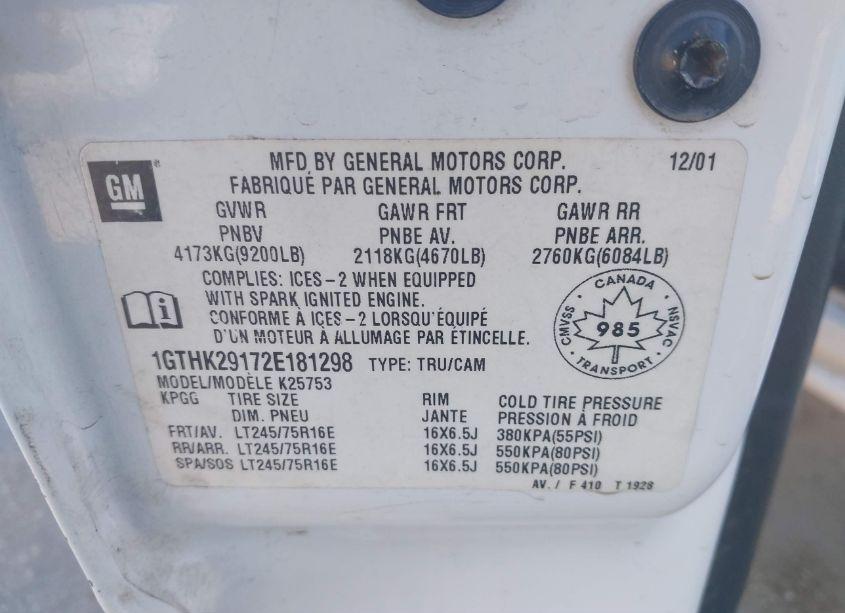 GM
MFD BY GENERAL MOTORS CORP. 12/01
FABRIQUÉ PAR GENERAL MOTORS CORP.
GVWR GAWR FRT GAWR RR
PNBV PNBE AV. PNBE ARR.
4173KG(9200LB) 2118KG(4670LB) 2760KG(6084LB)
COMPLIES: ICES-2 WHEN EQUIPPED
WITH SPARK IGNITED ENGINE.
CONFORME À ICES-2 LORSQU'ÉQUIPÉ
D'UN MOTEUR À ALLUMAGE PAR ÉTINCELLE.
CANADA
CMVSS 985 NSVAC
TRANSPORT
1GTHK29172E181298 TYPE: TRU/CAM
MODEL/MODÈLE K25753
KPGG TIRE SIZE RIM COLD TIRE PRESSURE
DIM. PNEU JANTE PRESSION À FROID
FRT/AV. LT245/75R16E 16X6.5J 380KPA(55PSI)
RR/ARR. LT245/75R16E 16X6.5J 550KPA(80PSI)
SPA/SOS LT245/75R16E 16X6.5J 550KPA(80PSI)
AV. / F 410 T 1928